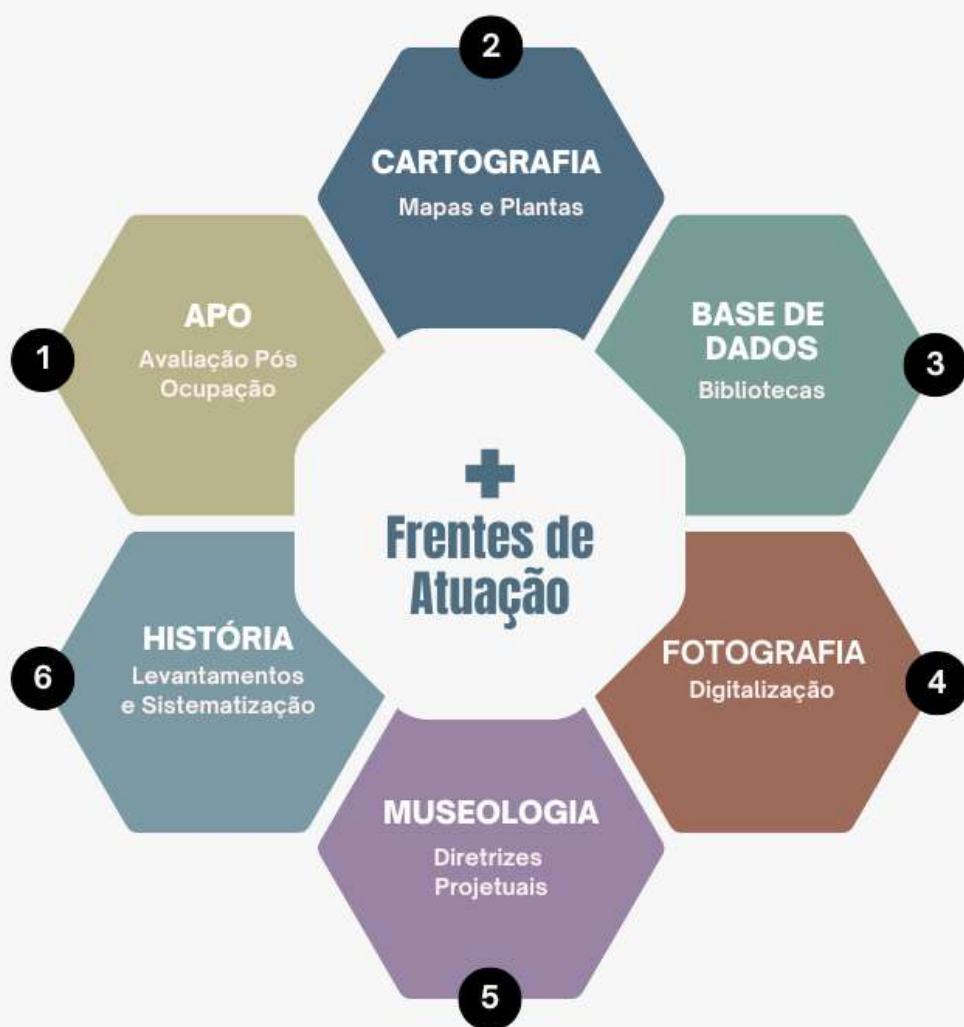 1
APO
Avaliação Pós
Ocupação
2
CARTOGRAFIA
Mapas e Plantas
3
BASE DE
DADOS
Bibliotecas
4
FOTOGRAFIA
Digitalização
5
MUSEOLOGIA
Diretrizes
Projetuais
6
HISTÓRIA
Levantamentos
e Sistematização
+
Frentes de
Atuação